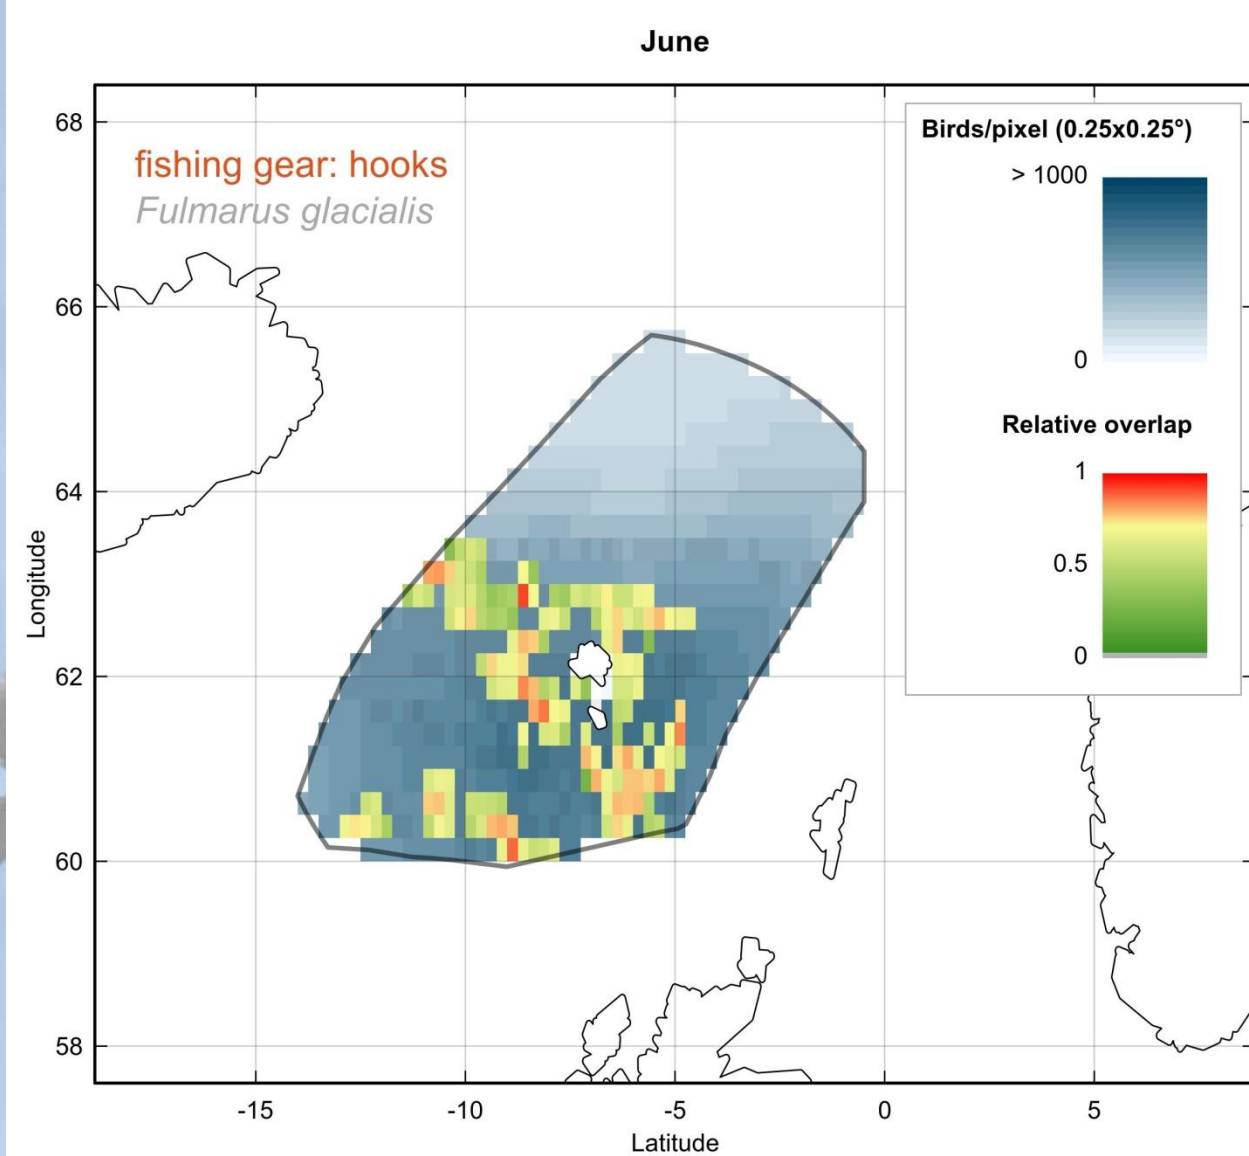 June
fishing gear: hooks
Fulmarus glacialis
Birds/pixel (0.25x0.25°)
> 1000
0
Relative overlap
1
0.5
0
68
66
64
62
60
58
Longitude
-15
-10
-5
0
5
Latitude